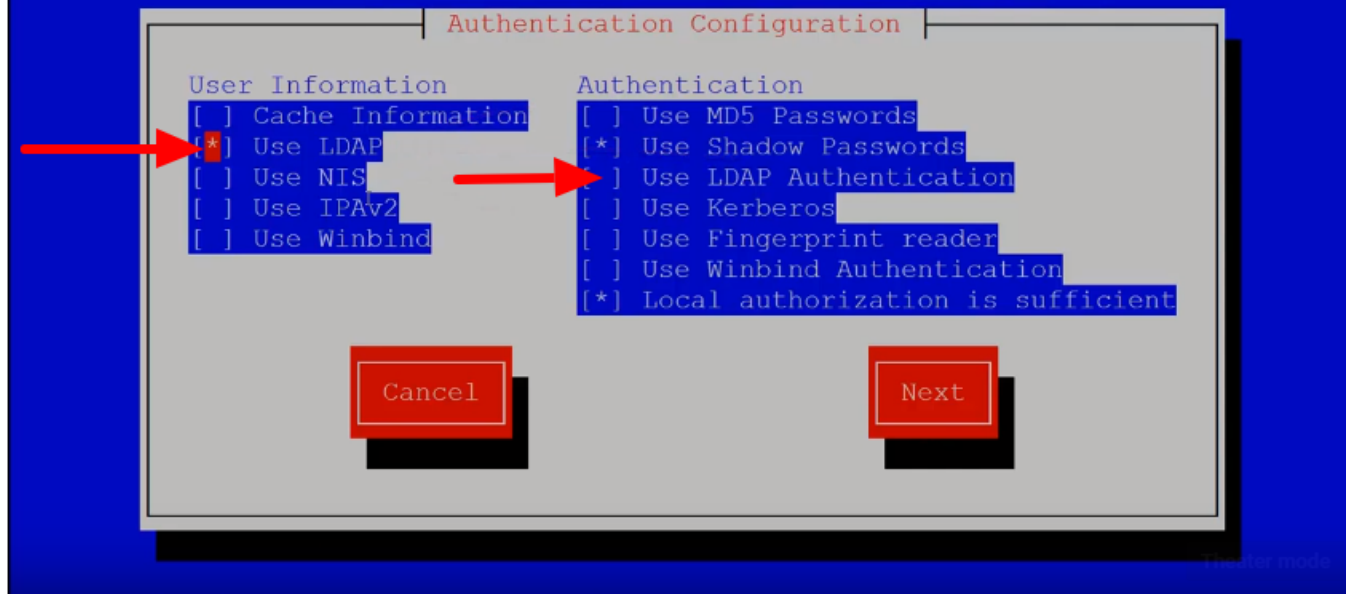 Authentication Configuration
User Information
[ ] Cache Information
[*] Use LDAP
[ ] Use NIS
[ ] Use IPAv2
[ ] Use Winbind
Authentication
[ ] Use MD5 Passwords
[*] Use Shadow Passwords
[ ] Use LDAP Authentication
[ ] Use Kerberos
[ ] Use Fingerprint reader
[ ] Use Winbind Authentication
[*] Local authorization is sufficient
Cancel
Next
Theater mode